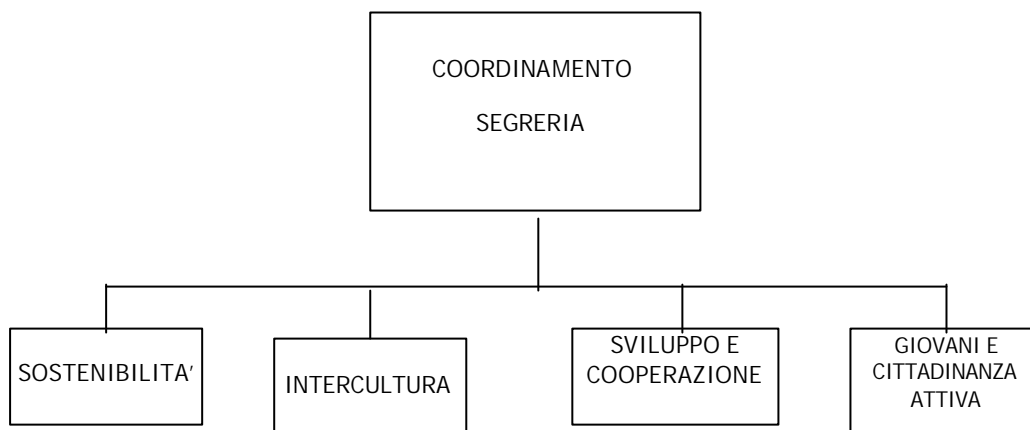 COORDINAMENTO
SEGRERIA
SOSTENIBILITA'
INTERCULTURA
SVILUPPO E
COOPERAZIONE
GIOVANI E
CITTADINANZA
ATTIVA